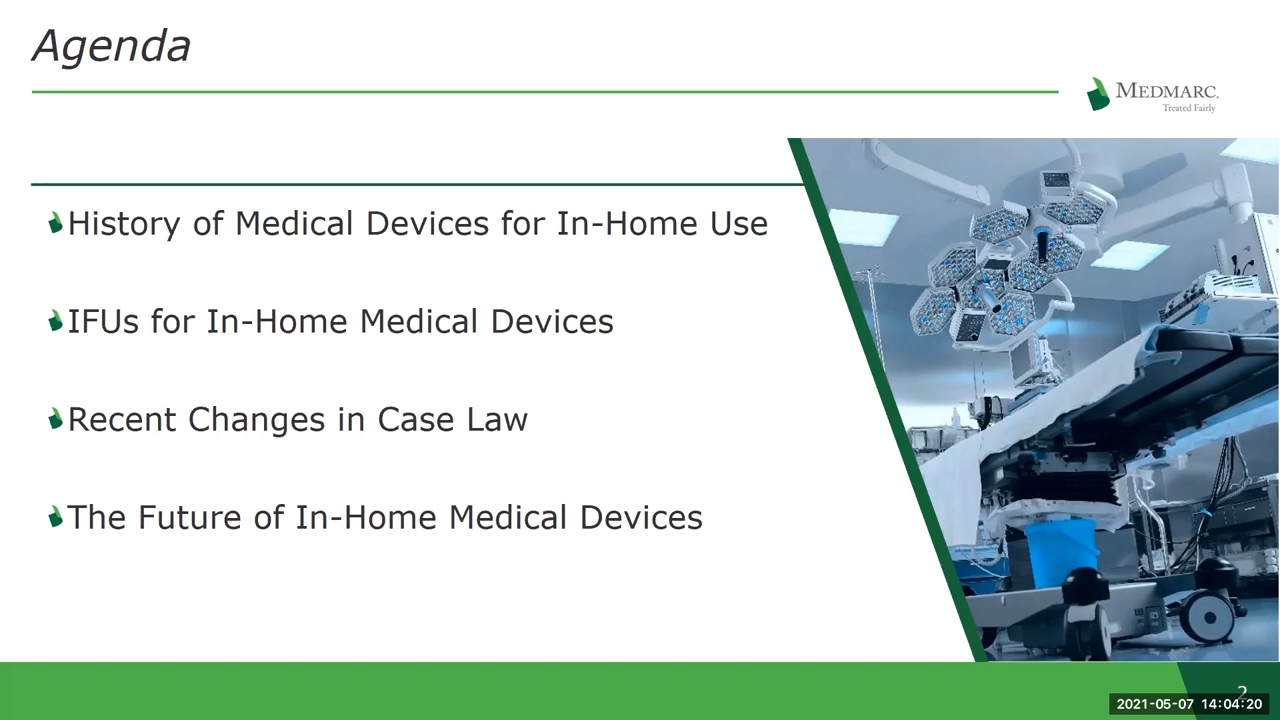 Agenda
MEDMARC.
Treated Fairly
History of Medical Devices for In-Home Use
IFUs for In-Home Medical Devices
Recent Changes in Case Law
The Future of In-Home Medical Devices
2
2021-05-07 14:04:20